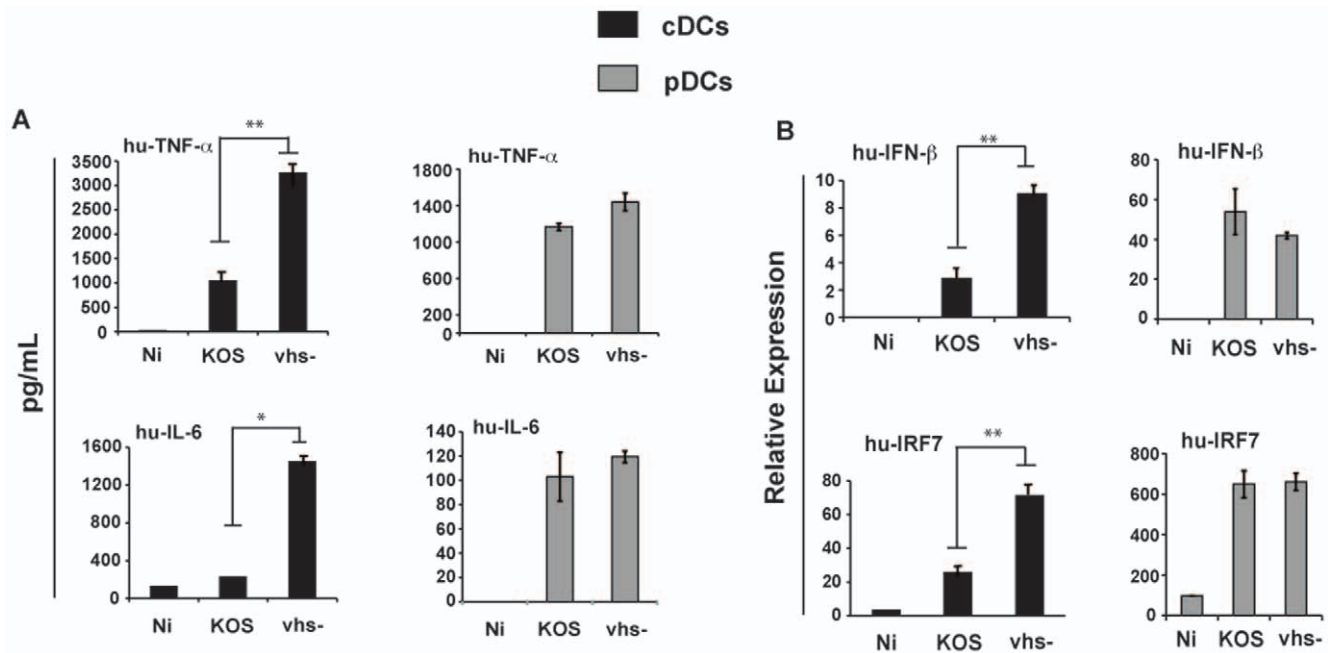 cDCs
pDCs
A
pg/mL
hu-TNF-α
**
3500
3000
2500
2000
1500
1000
500
0
Ni KOS vhs-
hu-TNF-α
1800
1600
1400
1200
1000
800
600
400
200
0
Ni KOS vhs-
hu-IL-6
*
1600
1200
800
400
0
Ni KOS vhs-
hu-IL-6
140
120
100
80
60
40
20
0
Ni KOS vhs-
B
Relative Expression
hu-IFN-β
**
10
8
6
4
2
0
Ni KOS vhs-
hu-IFN-β
80
60
40
20
0
Ni KOS vhs-
hu-IRF7
**
80
60
40
20
0
Ni KOS vhs-
hu-IRF7
800
600
400
200
0
Ni KOS vhs-